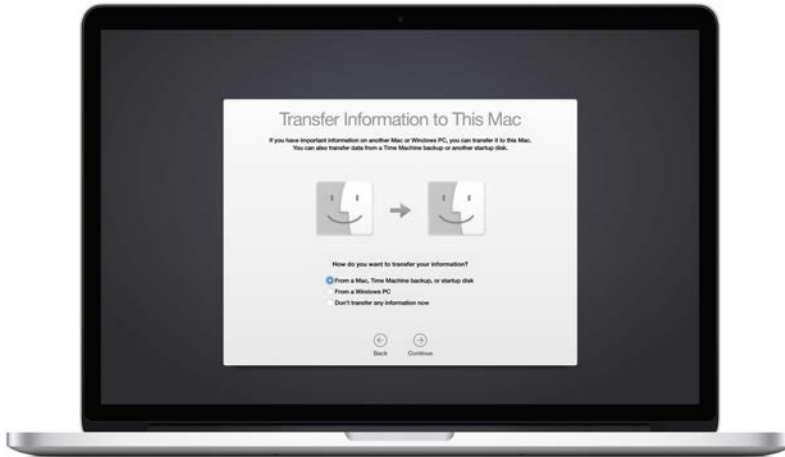 Transfer Information to This Mac
If you have important information on another Mac or Windows PC, you can transfer it to this Mac.
You can also transfer data from a Time Machine backup or another startup disk.
How do you want to transfer your information?
From a Mac, Time Machine backup, or startup disk
From a Windows PC
Don't transfer any information now
Back
Continue